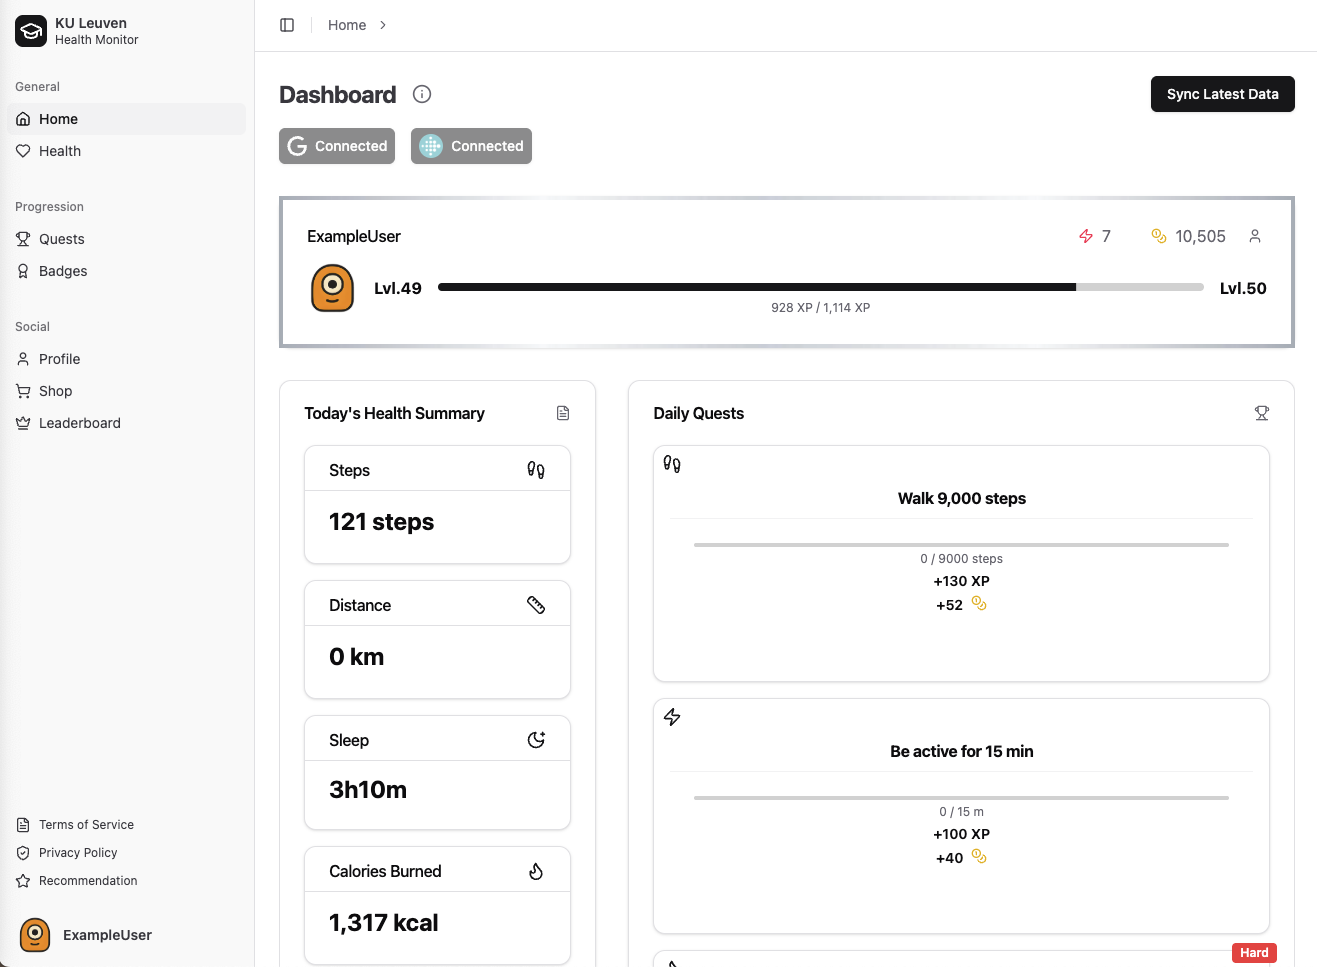 KU Leuven
Health Monitor
General
Home
Health
Progression
Quests
Badges
Social
Profile
Shop
Leaderboard
Terms of Service
Privacy Policy
Recommendation
ExampleUser
Home
Dashboard
Sync Latest Data
Connected
Connected
ExampleUser
7
10,505
Lvl.49
Lvl.50
928 XP / 1,114 XP
Today's Health Summary
Steps
121 steps
Distance
0 km
Sleep
3h10m
Calories Burned
1,317 kcal
Daily Quests
Walk 9,000 steps
0 / 9000 steps
+130 XP
+52
Be active for 15 min
0 / 15 m
+100 XP
+40
Hard